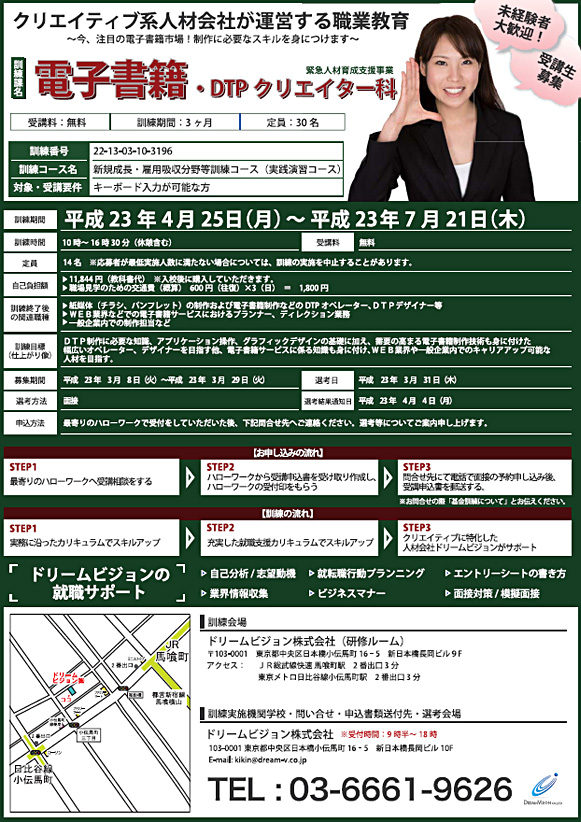 クリエイティブ系人材会社が運営する職業教育
～今、注目の電子書籍市場！制作に必要なスキルを身につけます～
未経験者
大歓迎！
受講生
募集
訓練課名
緊急人材育成支援事業
電子書籍・DTPクリエイター科
受講料：無料
訓練期間：3ヶ月
定員：30名
訓練番号 22-13-03-10-3196
訓練コース名 新規成長・雇用吸収分野等訓練コース（実践演習コース）
対象・受講要件 キーボード入力が可能な方
訓練期間 平成23年4月25日（月）～平成23年7月21日（木）
訓練時間 10時～16時30分（休憩含む） 受講料 無料
定員 14名 ※応募者が最低実施人数に満たない場合については、訓練の実施を中止することがあります。
自己負担額 ▶11,844円（教科書代） ※入校後に購入していただきます。
▶職場見学のための交通費（概算） 600円（往復）×3（日） ＝ 1,800円
訓練終了後の関連職種 ▶紙媒体（チラシ、パンフレット）の制作および電子書籍制作などのDTPオペレーター、DTPデザイナー等
▶WEB業界などでの電子書籍サービスにおけるプランナー、ディレクション業務
▶一般企業内での制作担当など
訓練目標（仕上がり像） DTP制作に必要な知識、アプリケーション操作、グラフィックデザインの基礎に加え、需要の高まる電子書籍制作技術も身に付けた
幅広いオペレーター、デザイナーを目指す他、電子書籍サービスに係る知識も身に付け、WEB業界や一般企業内でのキャリアアップ可能な
人材を目指す。
募集期間 平成 23年 3月 8日（火）～平成 23年 3月 29日（火） 選考日 平成 23年 3月 31日（木）
選考方法 面接 選考結果通知日 平成 23年 4月 4日（月）
申込方法 最寄りのハローワークで受付をしていただいた後、下記問合せ先へご連絡ください。選考等についてご案内申し上げます。
【お申し込みの流れ】
STEP1
最寄りのハローワークへ受講相談をする
STEP2
ハローワークから受講申込書を受け取り作成し、
ハローワークの受付印をもらう
STEP3
問合せ先にて電話で面接の予約申し込み後、
受講申込書を郵送する。
※お問合せの際「基金訓練について」とお伝えください。
【訓練の流れ】
STEP1
実務に沿ったカリキュラムでスキルアップ
STEP2
充実した就職支援カリキュラムでスキルアップ
STEP3
クリエイティブに特化した
人材会社ドリームビジョンがサポート
ドリームビジョンの
就職サポート
▷自己分析／志望動機 ▷就転職行動プランニング ▷エントリーシートの書き方
▷業界情報収集 ▷ビジネスマナー ▷面接対策／模擬面接
JR
馬喰町
2番出口
ドリーム
ビジョン㈱
ココ
都営新宿線
馬喰横山
小伝馬町
三丁目
2番出口
日比谷線
小伝馬町
訓練会場
ドリームビジョン株式会社（研修ルーム）
〒103-0001 東京都中央区日本橋小伝馬町16－5 新日本橋長岡ビル9F
アクセス： JR総武線快速 馬喰町駅 2番出口3分
東京メトロ日比谷線小伝馬町駅 2番出口3分
訓練実施機関学校・問い合せ・申込書類送付先・選考会場
ドリームビジョン株式会社 ※受付時間：9時半～18時
103-0001 東京都中央区日本橋小伝馬町16－5 新日本橋長岡ビル10F
E-mail: kikin@dream-v.co.jp
TEL：03-6661-9626
DREAMVISION